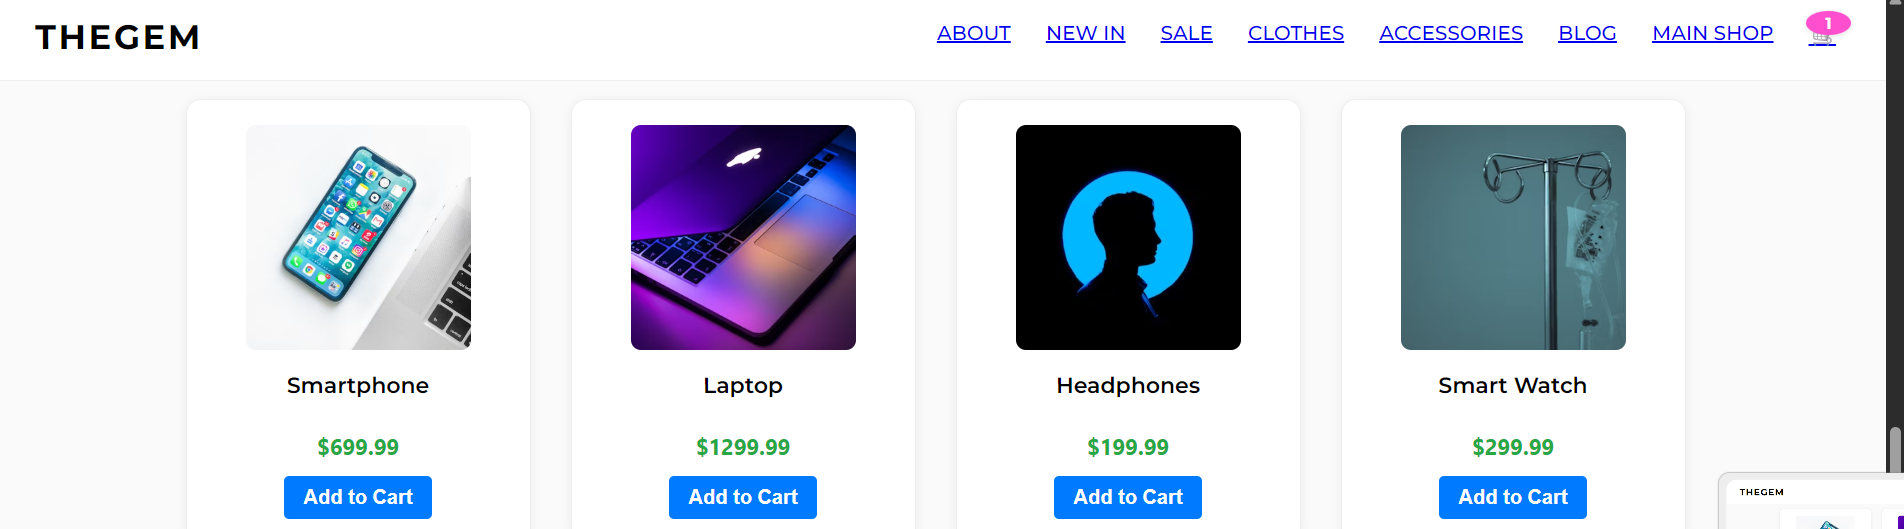 THEGEM
ABOUT NEW IN SALE CLOTHES ACCESSORIES BLOG MAIN SHOP 1
Smartphone
$699.99
Add to Cart
Laptop
$1299.99
Add to Cart
Headphones
$199.99
Add to Cart
Smart Watch
$299.99
Add to Cart
THEGEM